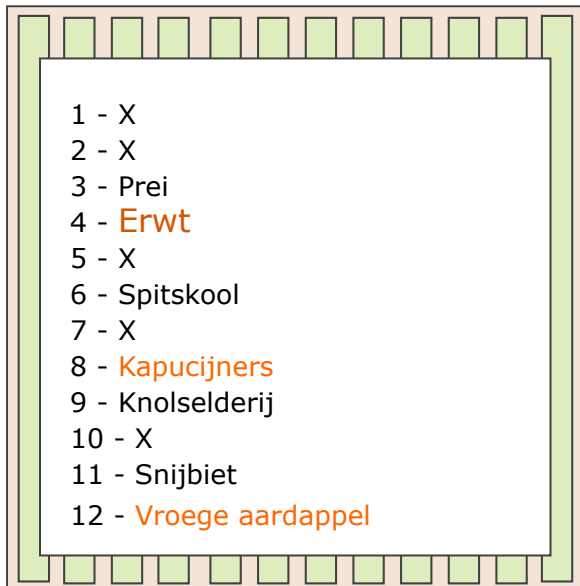 1 - X
2 - X
3 - Prei
4 - Erwt
5 - X
6 - Spitskool
7 - X
8 - Kapucijners
9 - Knolselderij
10 - X
11 - Snijbiet
12 - Vroege aardappel